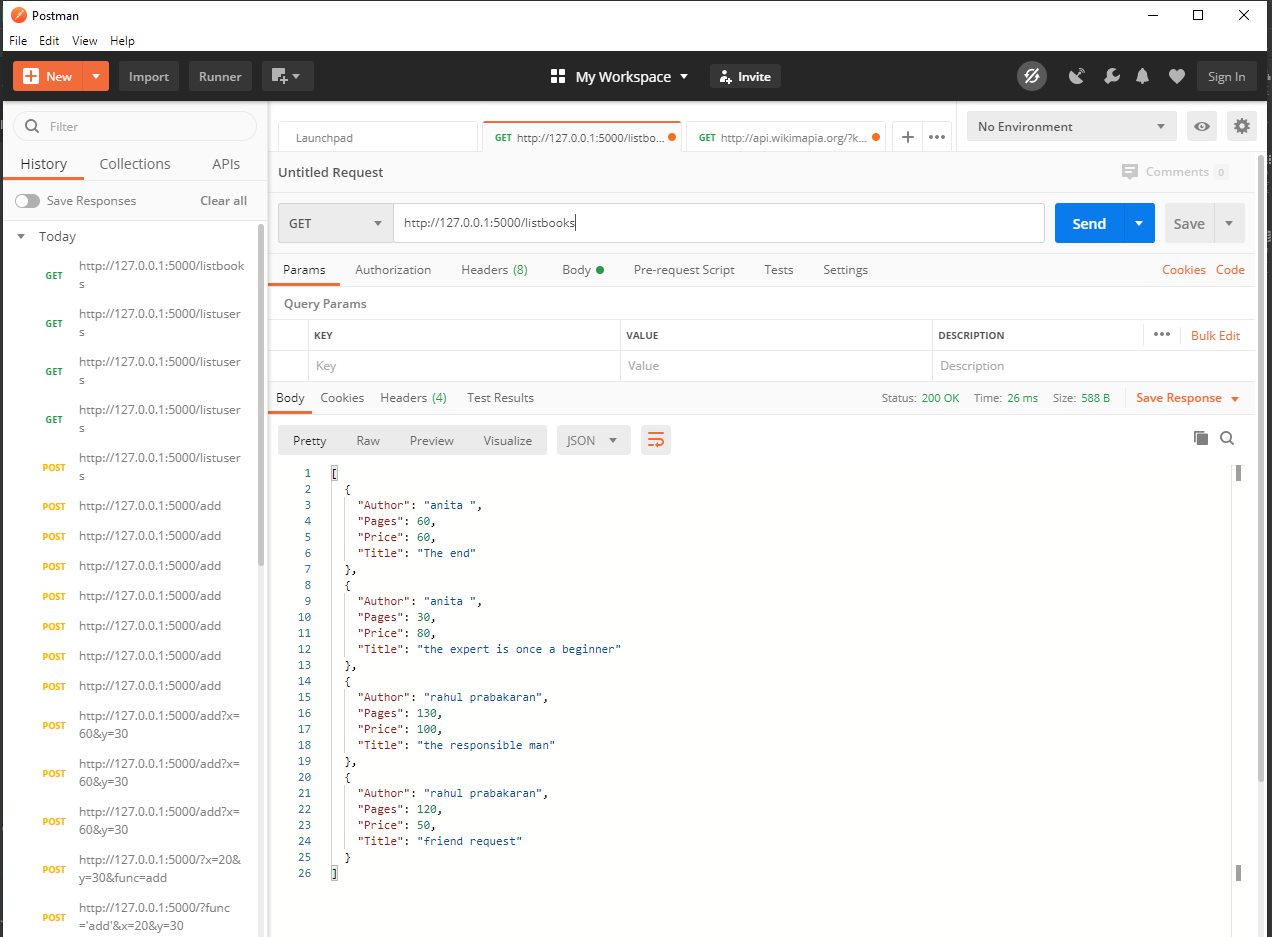 Postman
File Edit View Help
New Import Runner My Workspace Invite Sign In
Filter
History Collections APIs
Save Responses Clear all
Today
GET http://127.0.0.1:5000/listbook
s
GET http://127.0.0.1:5000/listuser
s
GET http://127.0.0.1:5000/listuser
s
GET http://127.0.0.1:5000/listuser
s
POST http://127.0.0.1:5000/listuser
s
POST http://127.0.0.1:5000/add
POST http://127.0.0.1:5000/add
POST http://127.0.0.1:5000/add
POST http://127.0.0.1:5000/add
POST http://127.0.0.1:5000/add
POST http://127.0.0.1:5000/add
POST http://127.0.0.1:5000/add
POST http://127.0.0.1:5000/add?x=
60&y=30
POST http://127.0.0.1:5000/add?x=
60&y=30
POST http://127.0.0.1:5000/add?x=
60&y=30
POST http://127.0.0.1:5000/?x=20&
y=30&func=add
POST http://127.0.0.1:5000/?func
='add'&x=20&y=30
Launchpad GET http://127.0.0.1:5000/listbo... GET http://api.wikimapia.org/?k... + ••• No Environment
Untitled Request Comments 0
GET http://127.0.0.1:5000/listbooks Send Save
Params Authorization Headers (8) Body Pre-request Script Tests Settings Cookies Code
Query Params
KEY VALUE DESCRIPTION ••• Bulk Edit
Key Value Description
Body Cookies Headers (4) Test Results Status: 200 OK Time: 26 ms Size: 588 B Save Response
Pretty Raw Preview Visualize JSON
1 [
2 {
3 "Author": "anita ",
4 "Pages": 60,
5 "Price": 60,
6 "Title": "The end"
7 },
8 {
9 "Author": "anita ",
10 "Pages": 30,
11 "Price": 80,
12 "Title": "the expert is once a beginner"
13 },
14 {
15 "Author": "rahul prabakaran",
16 "Pages": 130,
17 "Price": 100,
18 "Title": "the responsible man"
19 },
20 {
21 "Author": "rahul prabakaran",
22 "Pages": 120,
23 "Price": 50,
24 "Title": "friend request"
25 }
26 ]